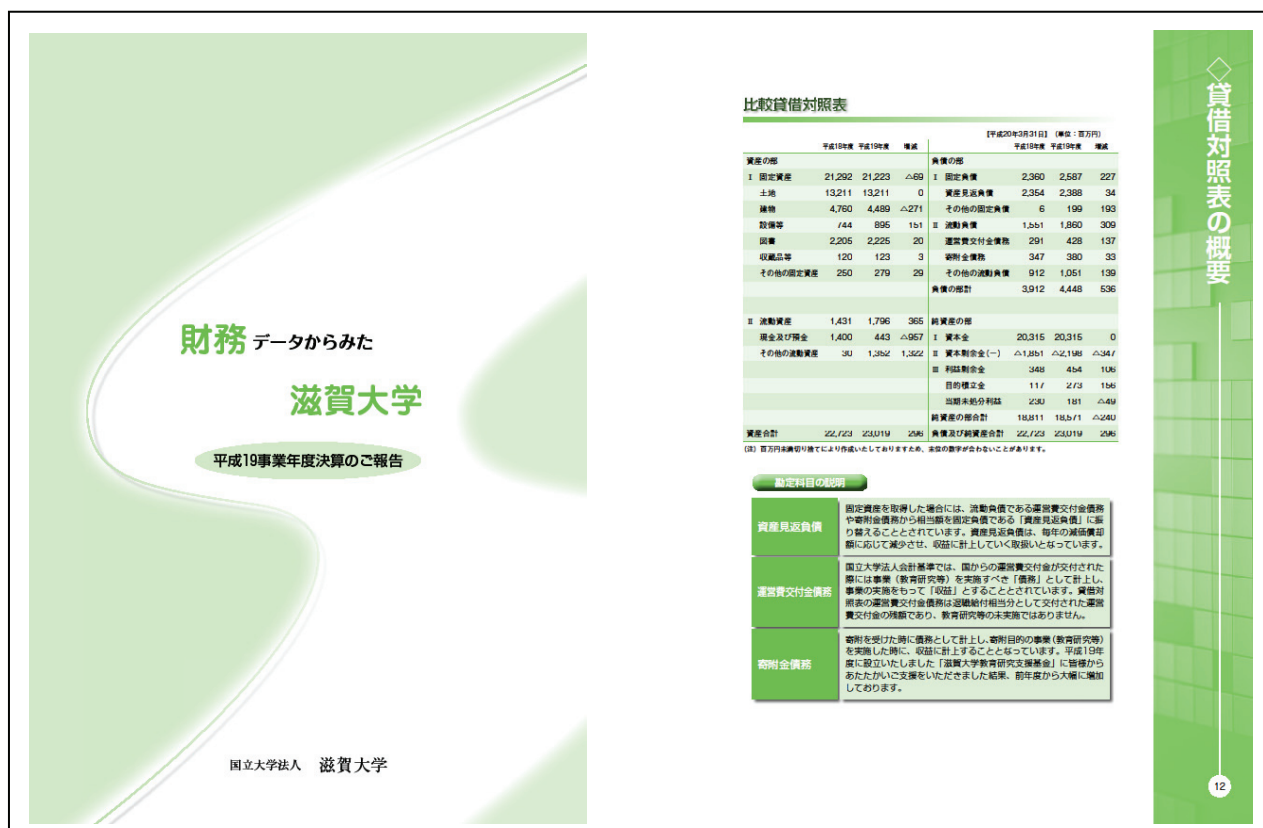 財務 データからみた
滋賀大学
平成19事業年度決算のご報告
国立大学法人 滋賀大学
比較貸借対照表
【平成20年3月31日】（単位：百万円）
平成18年度 平成19年度 増減 平成18年度 平成19年度 増減
資産の部 負債の部
Ⅰ 固定資産 21,292 21,223 △69 Ⅰ 固定負債 2,360 2,587 227
土地 13,211 13,211 0 資産見返負債 2,354 2,388 34
建物 4,760 4,489 △271 その他の固定負債 6 199 193
設備等 744 895 151 Ⅱ 流動負債 1,551 1,860 309
図書 2,205 2,225 20 運営費交付金債務 291 428 137
収蔵品等 120 123 3 寄附金債務 347 380 33
その他の固定資産 250 279 29 その他の流動負債 912 1,051 139
負債の部計 3,912 4,448 536
Ⅱ 流動資産 1,431 1,796 365 純資産の部
現金及び預金 1,400 443 △957 Ⅰ 資本金 20,315 20,315 0
その他の流動資産 30 1,352 1,322 Ⅱ 資本剰余金(－) △1,851 △2,198 △347
Ⅲ 利益剰余金 348 454 106
目的積立金 117 273 156
当期未処分利益 230 181 △49
純資産の部合計 18,811 18,571 △240
資産合計 22,723 23,019 296 負債及び純資産合計 22,723 23,019 296
(注) 百万円未満切り捨てにより作成いたしておりますため、末位の数字が合わないことがあります。
勘定科目の説明
資産見返負債
固定資産を取得した場合には、流動負債である運営費交付金債務
や寄附金債務から相当額を固定負債である「資産見返負債」に振
り替えることとされています。資産見返負債は、毎年の減価償却
額に応じて減少させ、収益に計上していく取扱いとなっています。
運営費交付金債務
国立大学法人会計基準では、国からの運営費交付金が交付された
際には事業（教育研究等）を実施すべき「債務」として計上し、
事業の実施をもって「収益」とすることとされています。貸借対
照表の運営費交付金債務は退職給付相当分として交付された運営
費交付金の残額であり、教育研究等の未実施ではありません。
寄附金債務
寄附を受けた時に債務として計上し、寄附目的の事業（教育研究等）
を実施した時に、収益に計上することとなっています。平成19年
度に設立いたしました「滋賀大学教育研究支援基金」に皆様から
あたたかいご支援をいただきました結果、前年度から大幅に増加
しております。
◇貸借対照表の概要
12